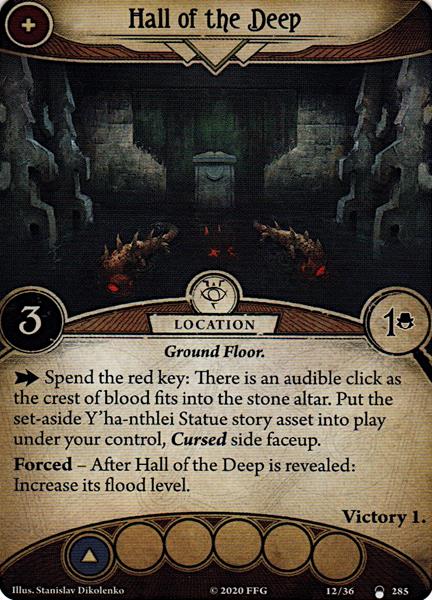 Hall of the Deep
3
1
LOCATION
Ground Floor.
Spend the red key: There is an audible click as
the crest of blood fits into the stone altar. Put the
set-aside Y’ha-nthlei Statue story asset into play
under your control, Cursed side faceup.
Forced – After Hall of the Deep is revealed:
Increase its flood level.
Victory 1.
Illus. Stanislav Dikolenko © 2020 FFG 12/36 285